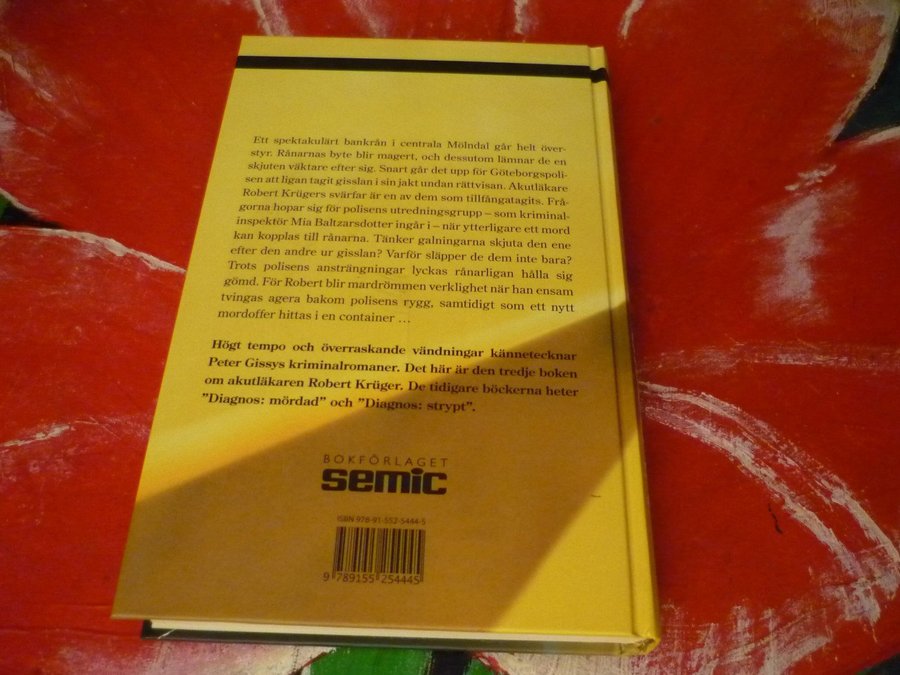 Ett spektakulärt bankrån i centrala Mölndal går helt över-
styr. Rånarnas byte blir magert, och dessutom lämnar de en
skjuten väktare efter sig. Snart går det upp för Göteborgspoli-
sen att ligan tagit gisslan i sin jakt undan rättvisan. Akutläkare
Robert Krügers svärfar är en av dem som tillfångatagits. Frå-
gorna hopar sig för polisens utredningsgrupp – som kriminal-
inspektör Mia Baltzarsdotter ingår i – när ytterligare ett mord
kan kopplas till rånarna. Tänker galningarna skjuta den ene
efter den andre ur gisslan? Varför släpper de dem inte bara?
Trots polisens ansträngningar lyckas rånarligan hålla sig
gömd. För Robert blir mardrömmen verklighet när han ensam
tvingas agera bakom polisens rygg, samtidigt som ett nytt
mordoffer hittas i en container ...
Högt tempo och överraskande vändningar kännetecknar
Peter Gissys kriminalromaner. Det här är den tredje boken
om akutläkaren Robert Krüger. De tidigare böckerna heter
"Diagnos: mördad" och "Diagnos: strypt".
BOKFÖRLAGET
semic
ISBN 978-91-552-5444-5
9 789155 254445